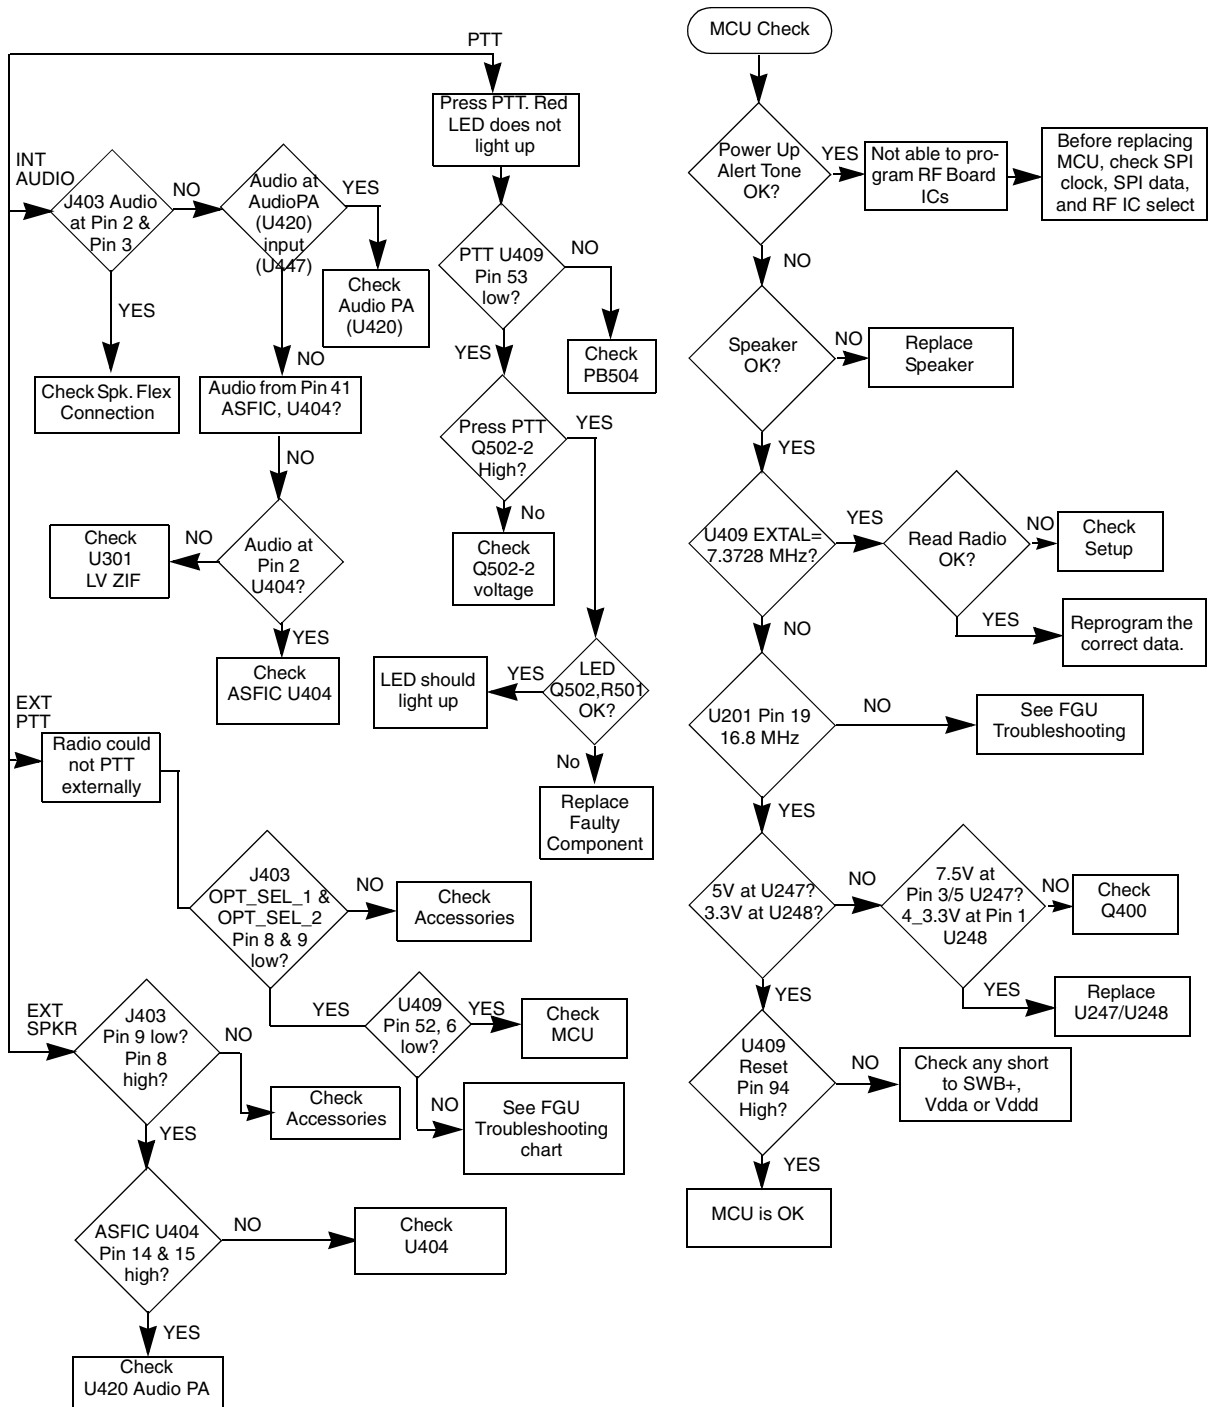 PTT
Press PTT. Red
LED does not
light up
INT
AUDIO
J403 Audio
at Pin 2 &
Pin 3
NO
Audio at
AudioPA
(U420)
input
(U447)
YES
Check
Audio PA
(U420)
YES
Check Spk. Flex
Connection
NO
Audio from Pin 41
ASFIC, U404?
NO
Audio at
Pin 2
U404?
NO
Check
U301
LV ZIF
YES
Check
ASFIC U404
PTT U409
Pin 53
low?
NO
Check
PB504
YES
Press PTT
Q502-2
High?
YES
No
Check
Q502-2
voltage
LED
Q502,R501
OK?
YES
LED should
light up
No
Replace
Faulty
Component
EXT
PTT
Radio could
not PTT
externally
J403
OPT_SEL_1 &
OPT_SEL_2
Pin 8 & 9
low?
NO
Check
Accessories
YES
U409
Pin 52, 6
low?
YES
Check
MCU
NO
See FGU
Troubleshooting
chart
EXT
SPKR
J403
Pin 9 low?
Pin 8
high?
NO
Check
Accessories
YES
ASFIC U404
Pin 14 & 15
high?
NO
Check
U404
YES
Check
U420 Audio PA
MCU Check
Power Up
Alert Tone
OK?
YES
Not able to pro-
gram RF Board
ICs
Before replacing
MCU, check SPI
clock, SPI data,
and RF IC select
NO
Speaker
OK?
NO
Replace
Speaker
YES
U409 EXTAL=
7.3728 MHz?
YES
Read Radio
OK?
NO
Check
Setup
YES
Reprogram the
correct data.
NO
U201 Pin 19
16.8 MHz
NO
See FGU
Troubleshooting
YES
5V at U247?
3.3V at U248?
NO
7.5V at
Pin 3/5 U247?
4_3.3V at Pin 1
U248
NO
Check
Q400
YES
Replace
U247/U248
YES
U409
Reset
Pin 94
High?
NO
Check any short
to SWB+,
Vdda or Vddd
YES
MCU is OK